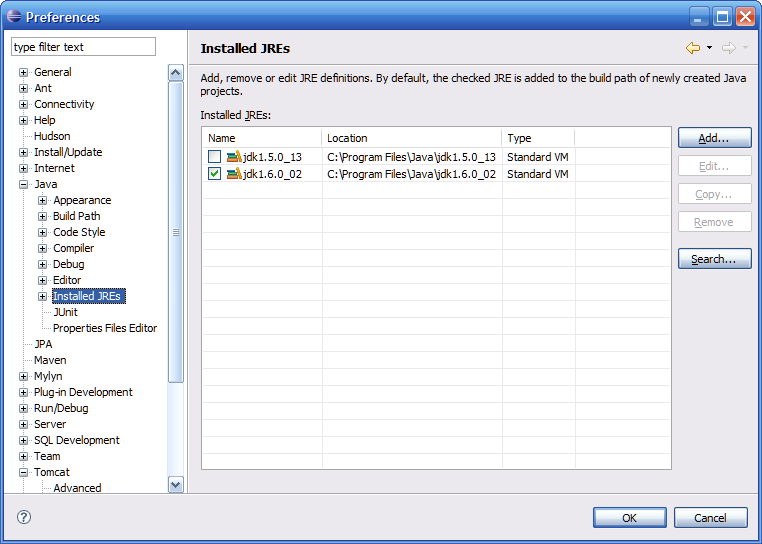 Preferences
type filter text
General
Ant
Connectivity
Help
Hudson
Install/Update
Internet
Java
Appearance
Build Path
Code Style
Compiler
Debug
Editor
Installed JREs
JUnit
Properties Files Editor
JPA
Maven
Mylyn
Plug-in Development
Run/Debug
Server
SQL Development
Team
Tomcat
Advanced
Installed JREs
Add, remove or edit JRE definitions. By default, the checked JRE is added to the build path of newly created Java
projects.
Installed JREs:
Name Location Type
jdk1.5.0_13 C:\Program Files\Java\jdk1.5.0_13 Standard VM
jdk1.6.0_02 C:\Program Files\Java\jdk1.6.0_02 Standard VM
Add...
Edit...
Copy...
Remove
Search...
?
OK Cancel